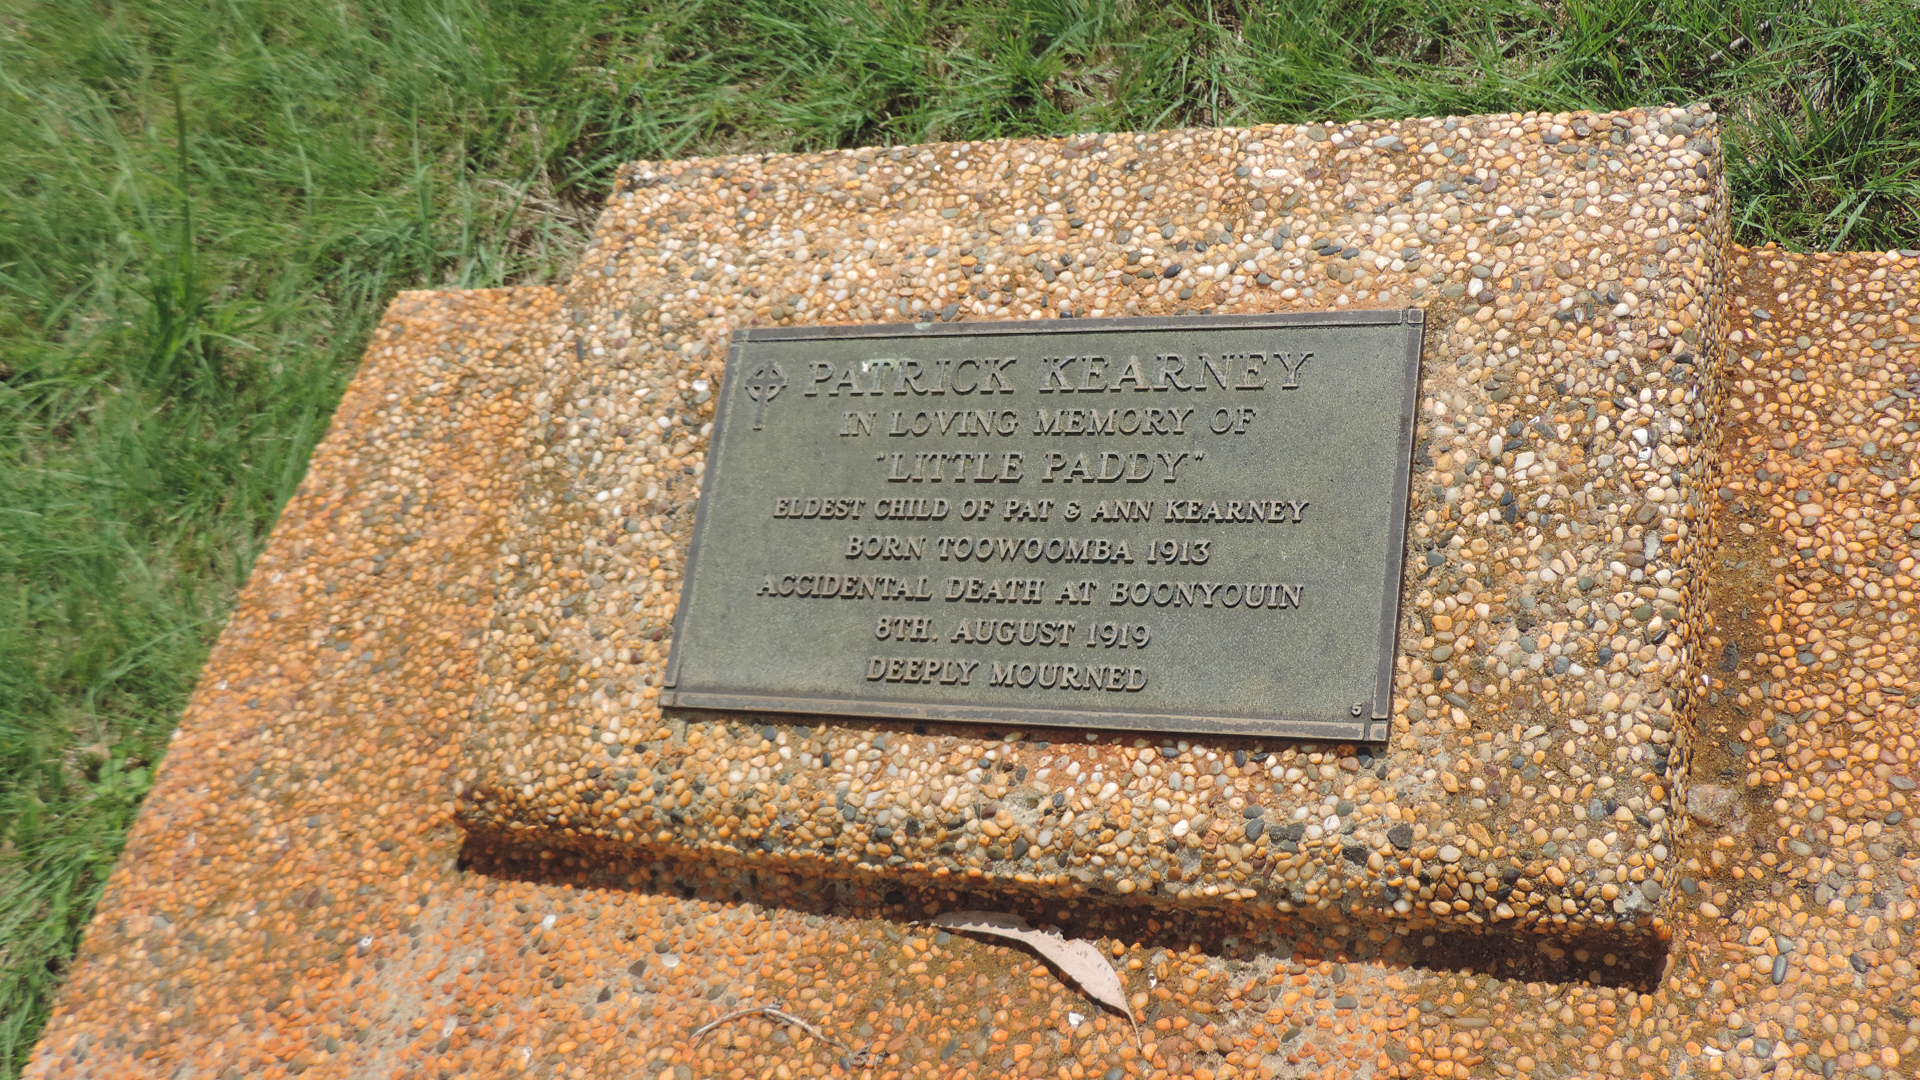 PATRICK KEARNEY
IN LOVING MEMORY OF
"LITTLE PADDY"
ELDEST CHILD OF PAT & ANN KEARNEY
BORN TOOWOOMBA 1913
ACCIDENTAL DEATH AT BOONYOUIN
8TH. AUGUST 1919
DEEPLY MOURNED
5